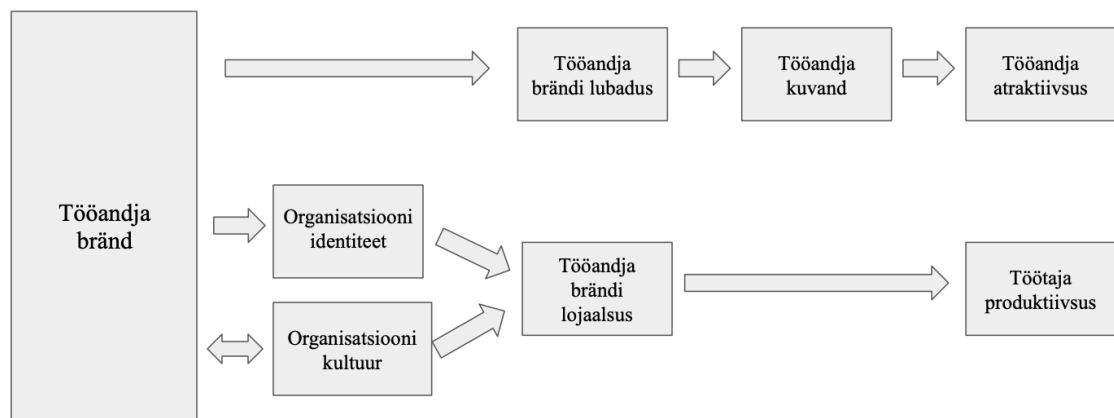 Tööandja
bränd
Tööandja
brändi lubadus
Tööandja
kuvand
Tööandja
atraktiivsus
Organisatsiooni
identiteet
Organisatsiooni
kultuur
Tööandja
brändi
lojaalsus
Töötaja
produktiivsus